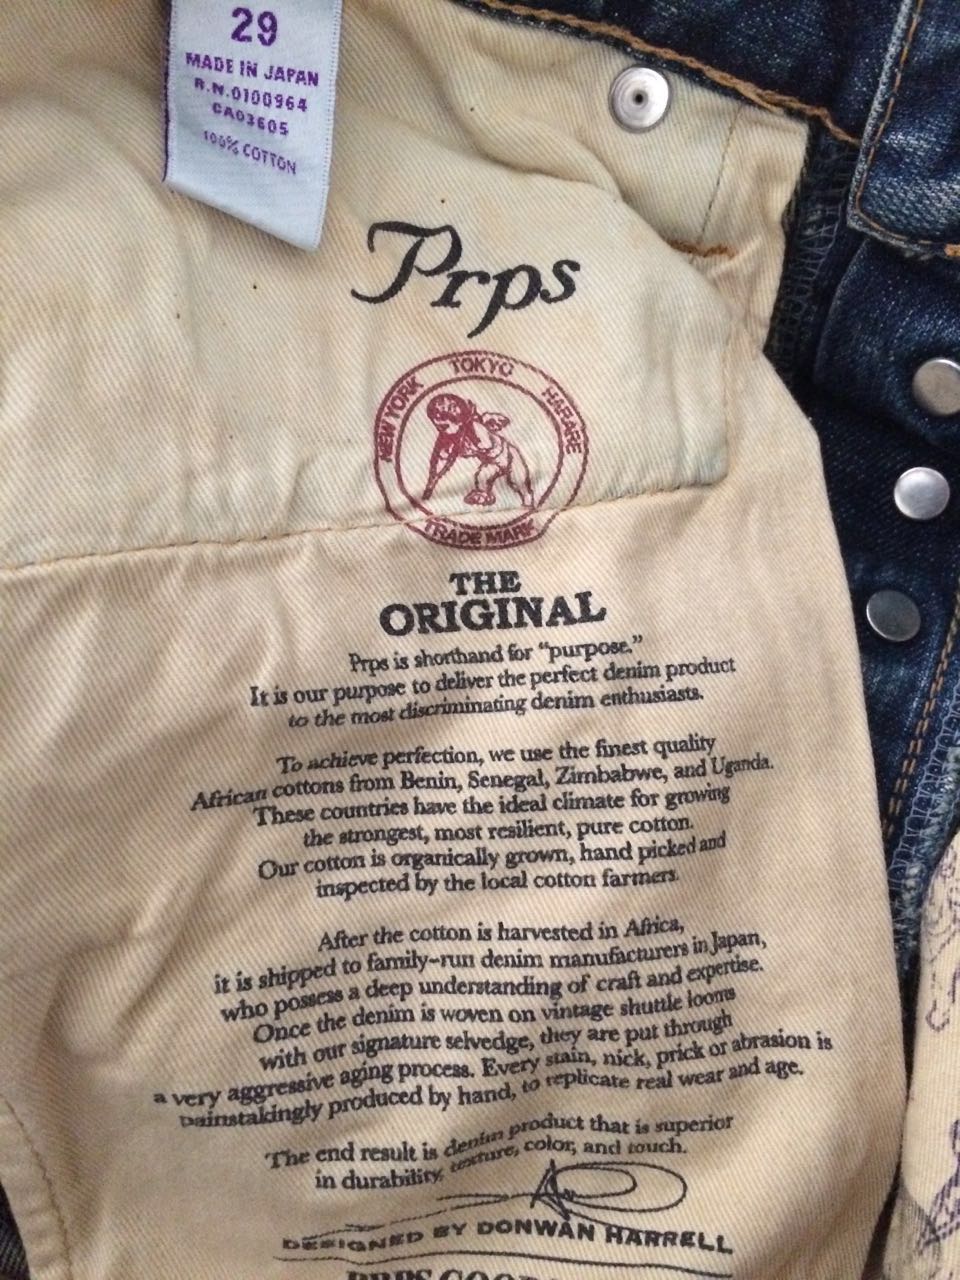 29
MADE IN JAPAN
R.N.0100964
CA03605
100% COTTON
Prps
NEW YORK TOKYO HARARE
TRADE MARK
THE
ORIGINAL
Prps is shorthand for "purpose."
It is our purpose to deliver the perfect denim product
to the most discriminating denim enthusiasts.
To achieve perfection, we use the finest quality
African cottons from Benin, Senegal, Zimbabwe, and Uganda.
These countries have the ideal climate for growing
the strongest, most resilient, pure cotton.
Our cotton is organically grown, hand picked and
inspected by the local cotton farmers.
After the cotton is harvested in Africa,
it is shipped to family-run denim manufacturers in Japan,
who possess a deep understanding of craft and expertise.
Once the denim is woven on vintage shuttle looms
with our signature selvedge, they are put through
a very aggressive aging process. Every stain, nick, prick or abrasion is
painstakingly produced by hand, to replicate real wear and age.
The end result is denim product that is superior
in durability, texture, color, and touch.
DESIGNED BY DONWAN HARRELL